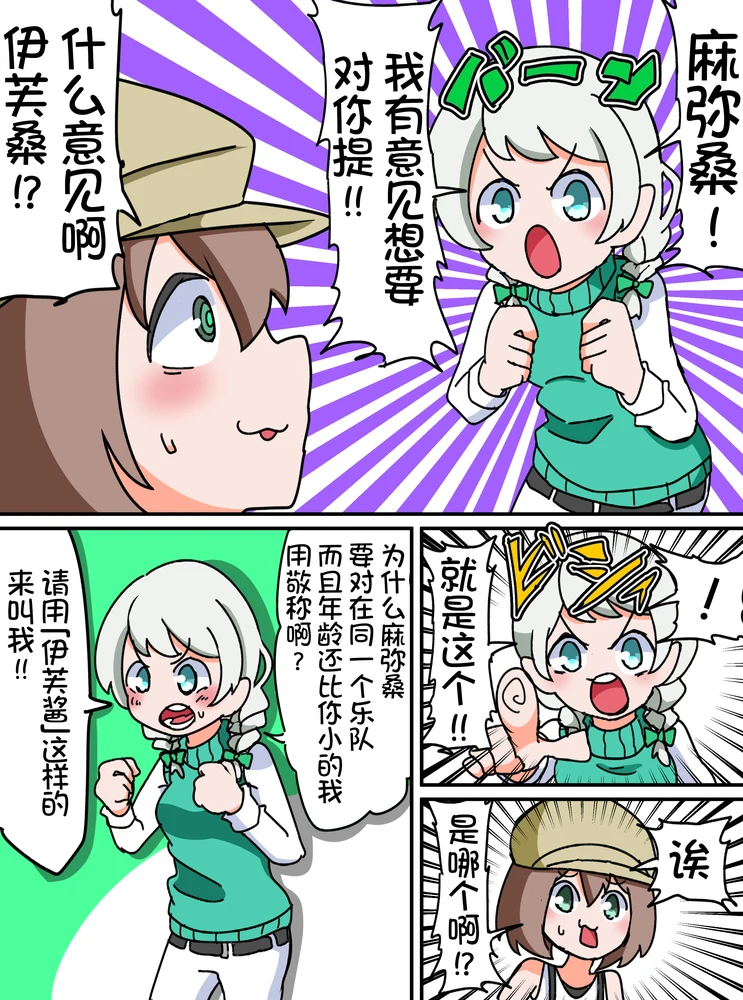 麻弥桑！
バーン
我有意见想要
对你提!!
什么意见啊
伊芙桑!?
！
ビシィ
就是这个!!
诶
是哪个啊!?
为什么麻弥桑
要对在同一个乐队
而且年龄还比你小的我
用敬称啊？
请用「伊芙酱」这样的
来叫我!!